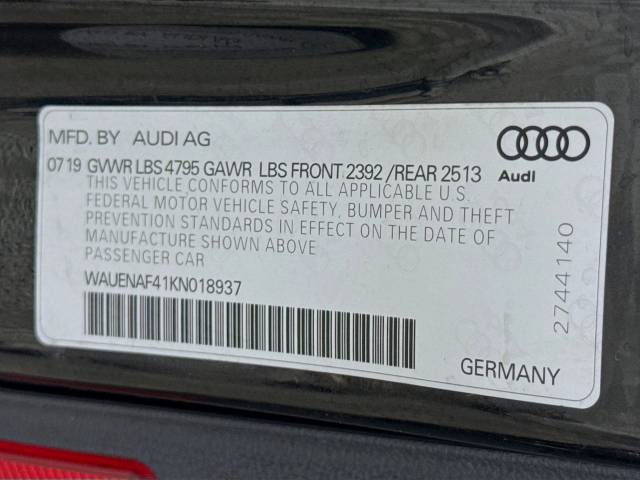 MFD. BY AUDI AG
07 19 GVWR LBS 4795 GAWR LBS FRONT 2392 /REAR 2513
THIS VEHICLE CONFORMS TO ALL APPLICABLE U.S.
FEDERAL MOTOR VEHICLE SAFETY, BUMPER AND THEFT
PREVENTION STANDARDS IN EFFECT ON THE DATE OF
MANUFACTURE SHOWN ABOVE
PASSENGER CAR
WAUENAF41KN018937
Audi
2744140
GERMANY